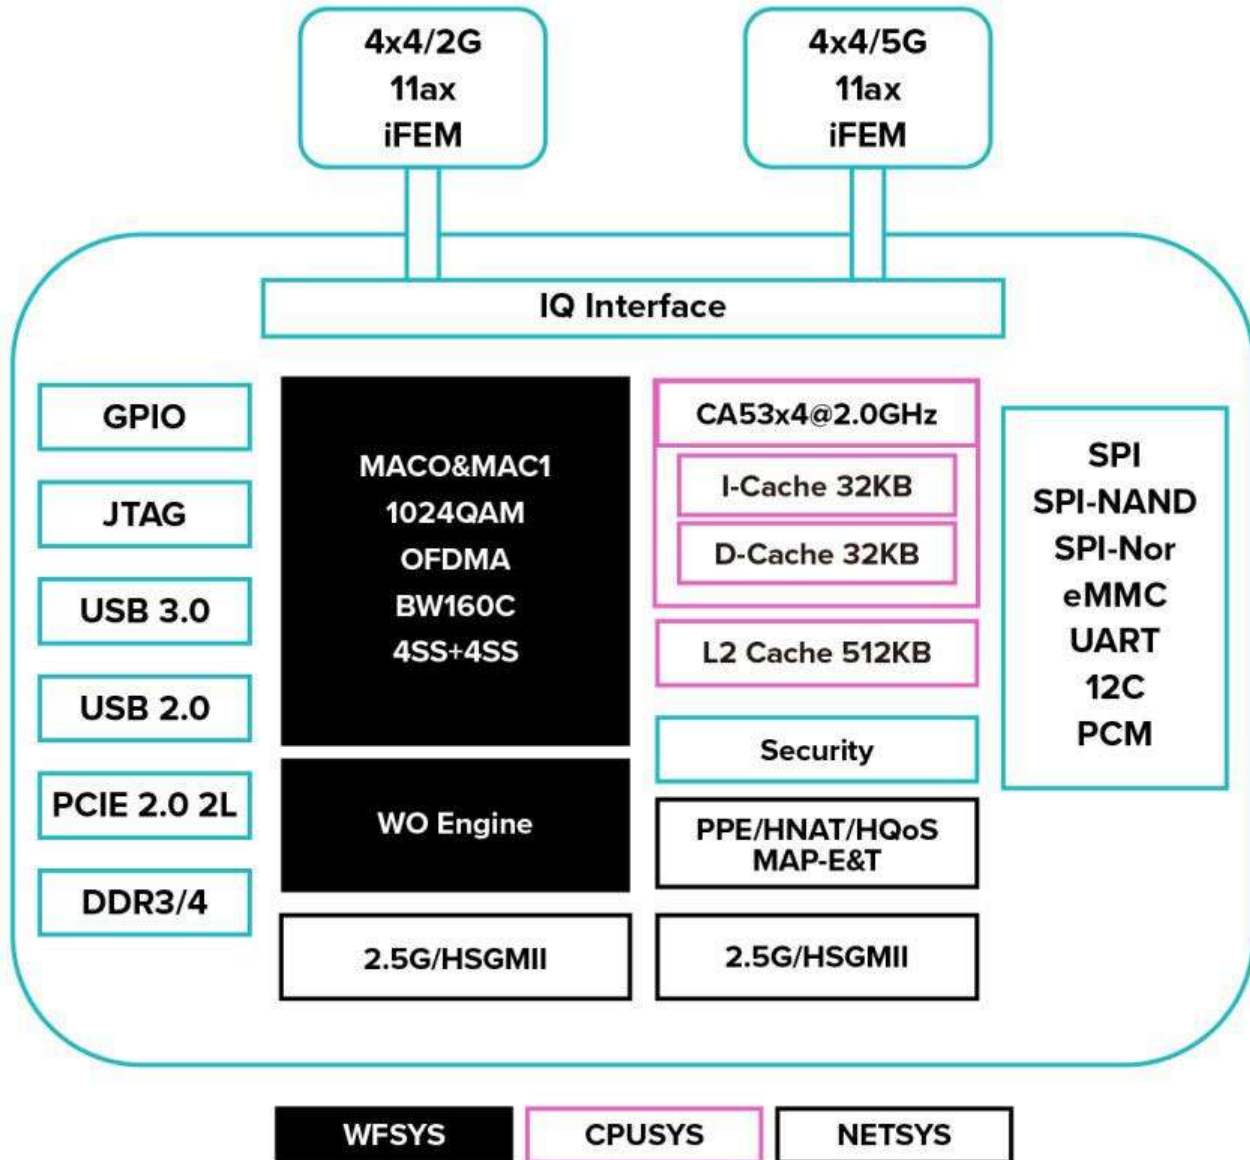 4x4/2G
11ax
iFEM
4x4/5G
11ax
iFEM
IQ Interface
GPIO
JTAG
USB 3.0
USB 2.0
PCIE 2.0 2L
DDR3/4
MACO&MAC1
1024QAM
OFDMA
BW160C
4SS+4SS
WO Engine
2.5G/HSGMII
CA53x4@2.0GHz
I-Cache 32KB
D-Cache 32KB
L2 Cache 512KB
Security
PPE/HNAT/HQoS
MAP-E&T
2.5G/HSGMII
SPI
SPI-NAND
SPI-Nor
eMMC
UART
12C
PCM
WFSYS
CPUSYS
NETSYS